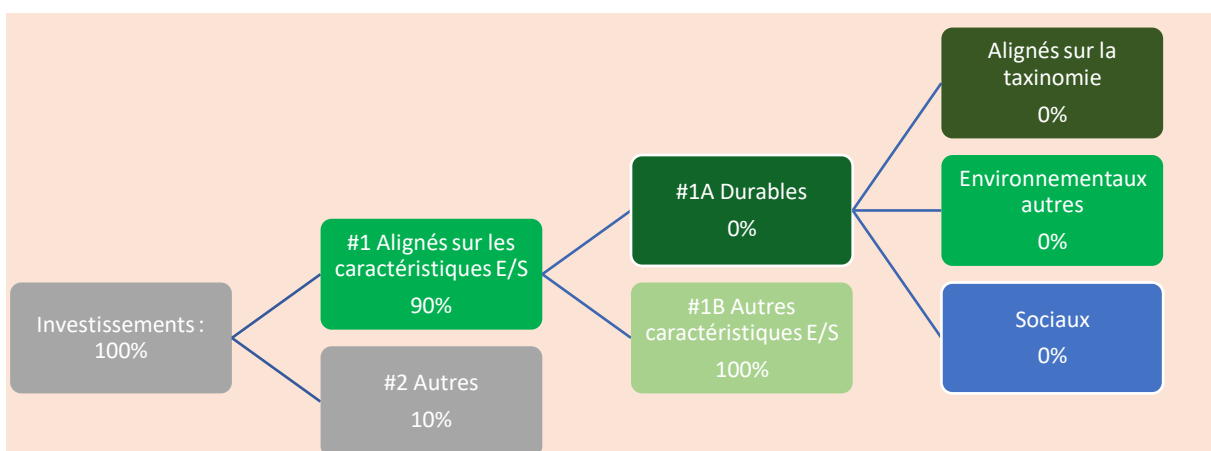 Investissements :
100%
#1 Alignés sur les
caractéristiques E/S
90%
#2 Autres
10%
#1A Durables
0%
#1B Autres
caractéristiques E/S
100%
Alignés sur la
taxinomie
0%
Environnementaux
autres
0%
Sociaux
0%